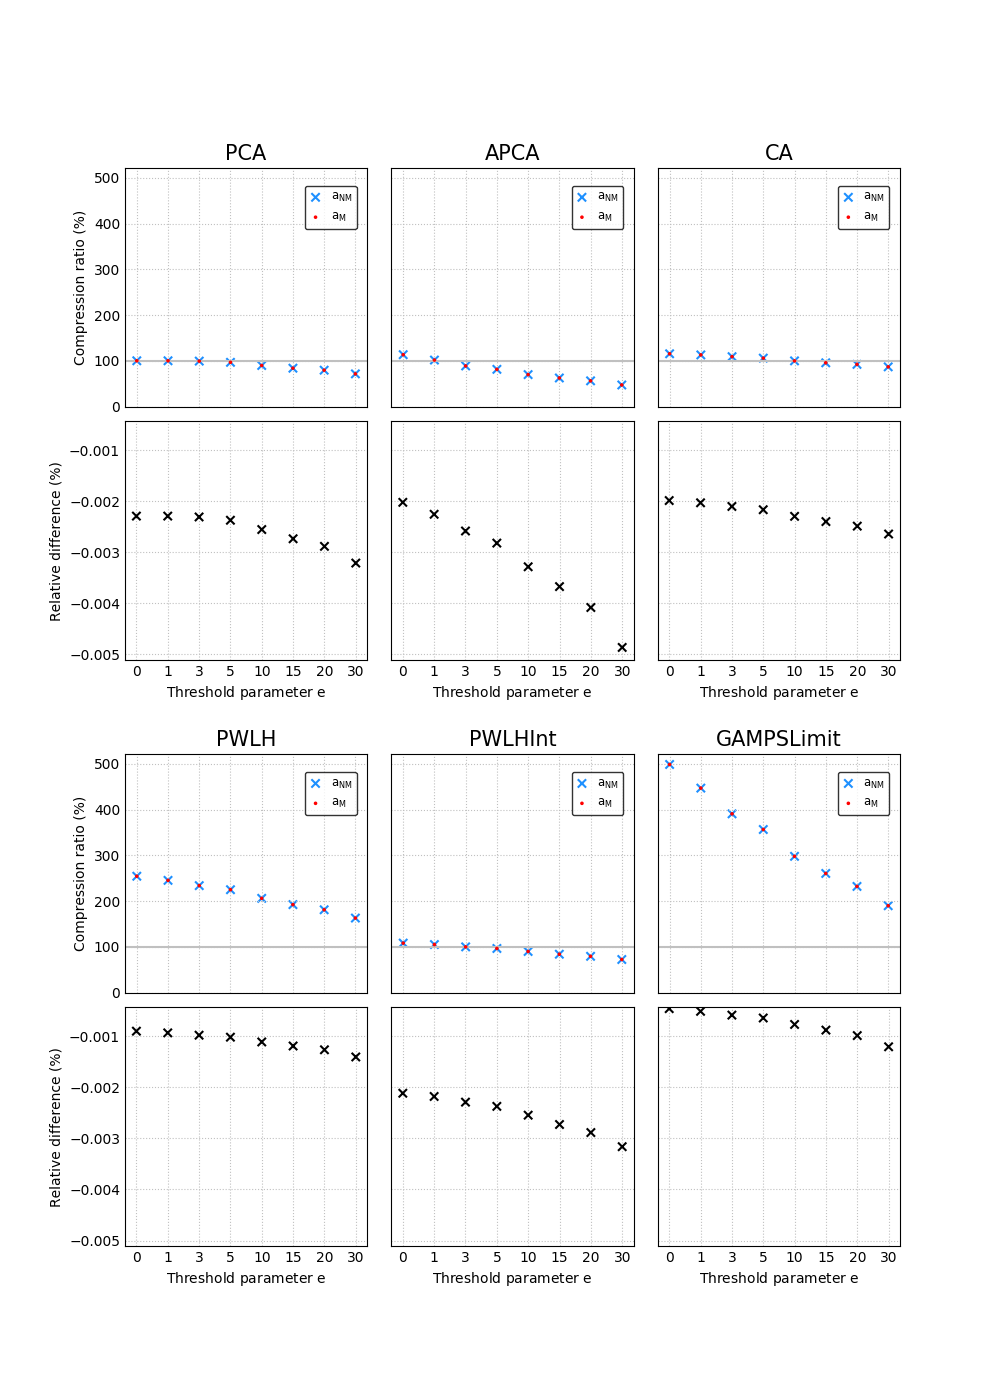 PCA APCA CA
500
400
300
200
100
0
Compression ratio (%)
aNM
aM
aNM
aM
aNM
aM
−0.001
−0.002
−0.003
−0.004
−0.005
Relative difference (%)
0 1 3 5 10 15 20 30 0 1 3 5 10 15 20 30 0 1 3 5 10 15 20 30
Threshold parameter e Threshold parameter e Threshold parameter e
PWLH PWLHInt GAMPSLimit
500
400
300
200
100
0
Compression ratio (%)
aNM
aM
aNM
aM
aNM
aM
−0.001
−0.002
−0.003
−0.004
−0.005
Relative difference (%)
0 1 3 5 10 15 20 30 0 1 3 5 10 15 20 30 0 1 3 5 10 15 20 30
Threshold parameter e Threshold parameter e Threshold parameter e